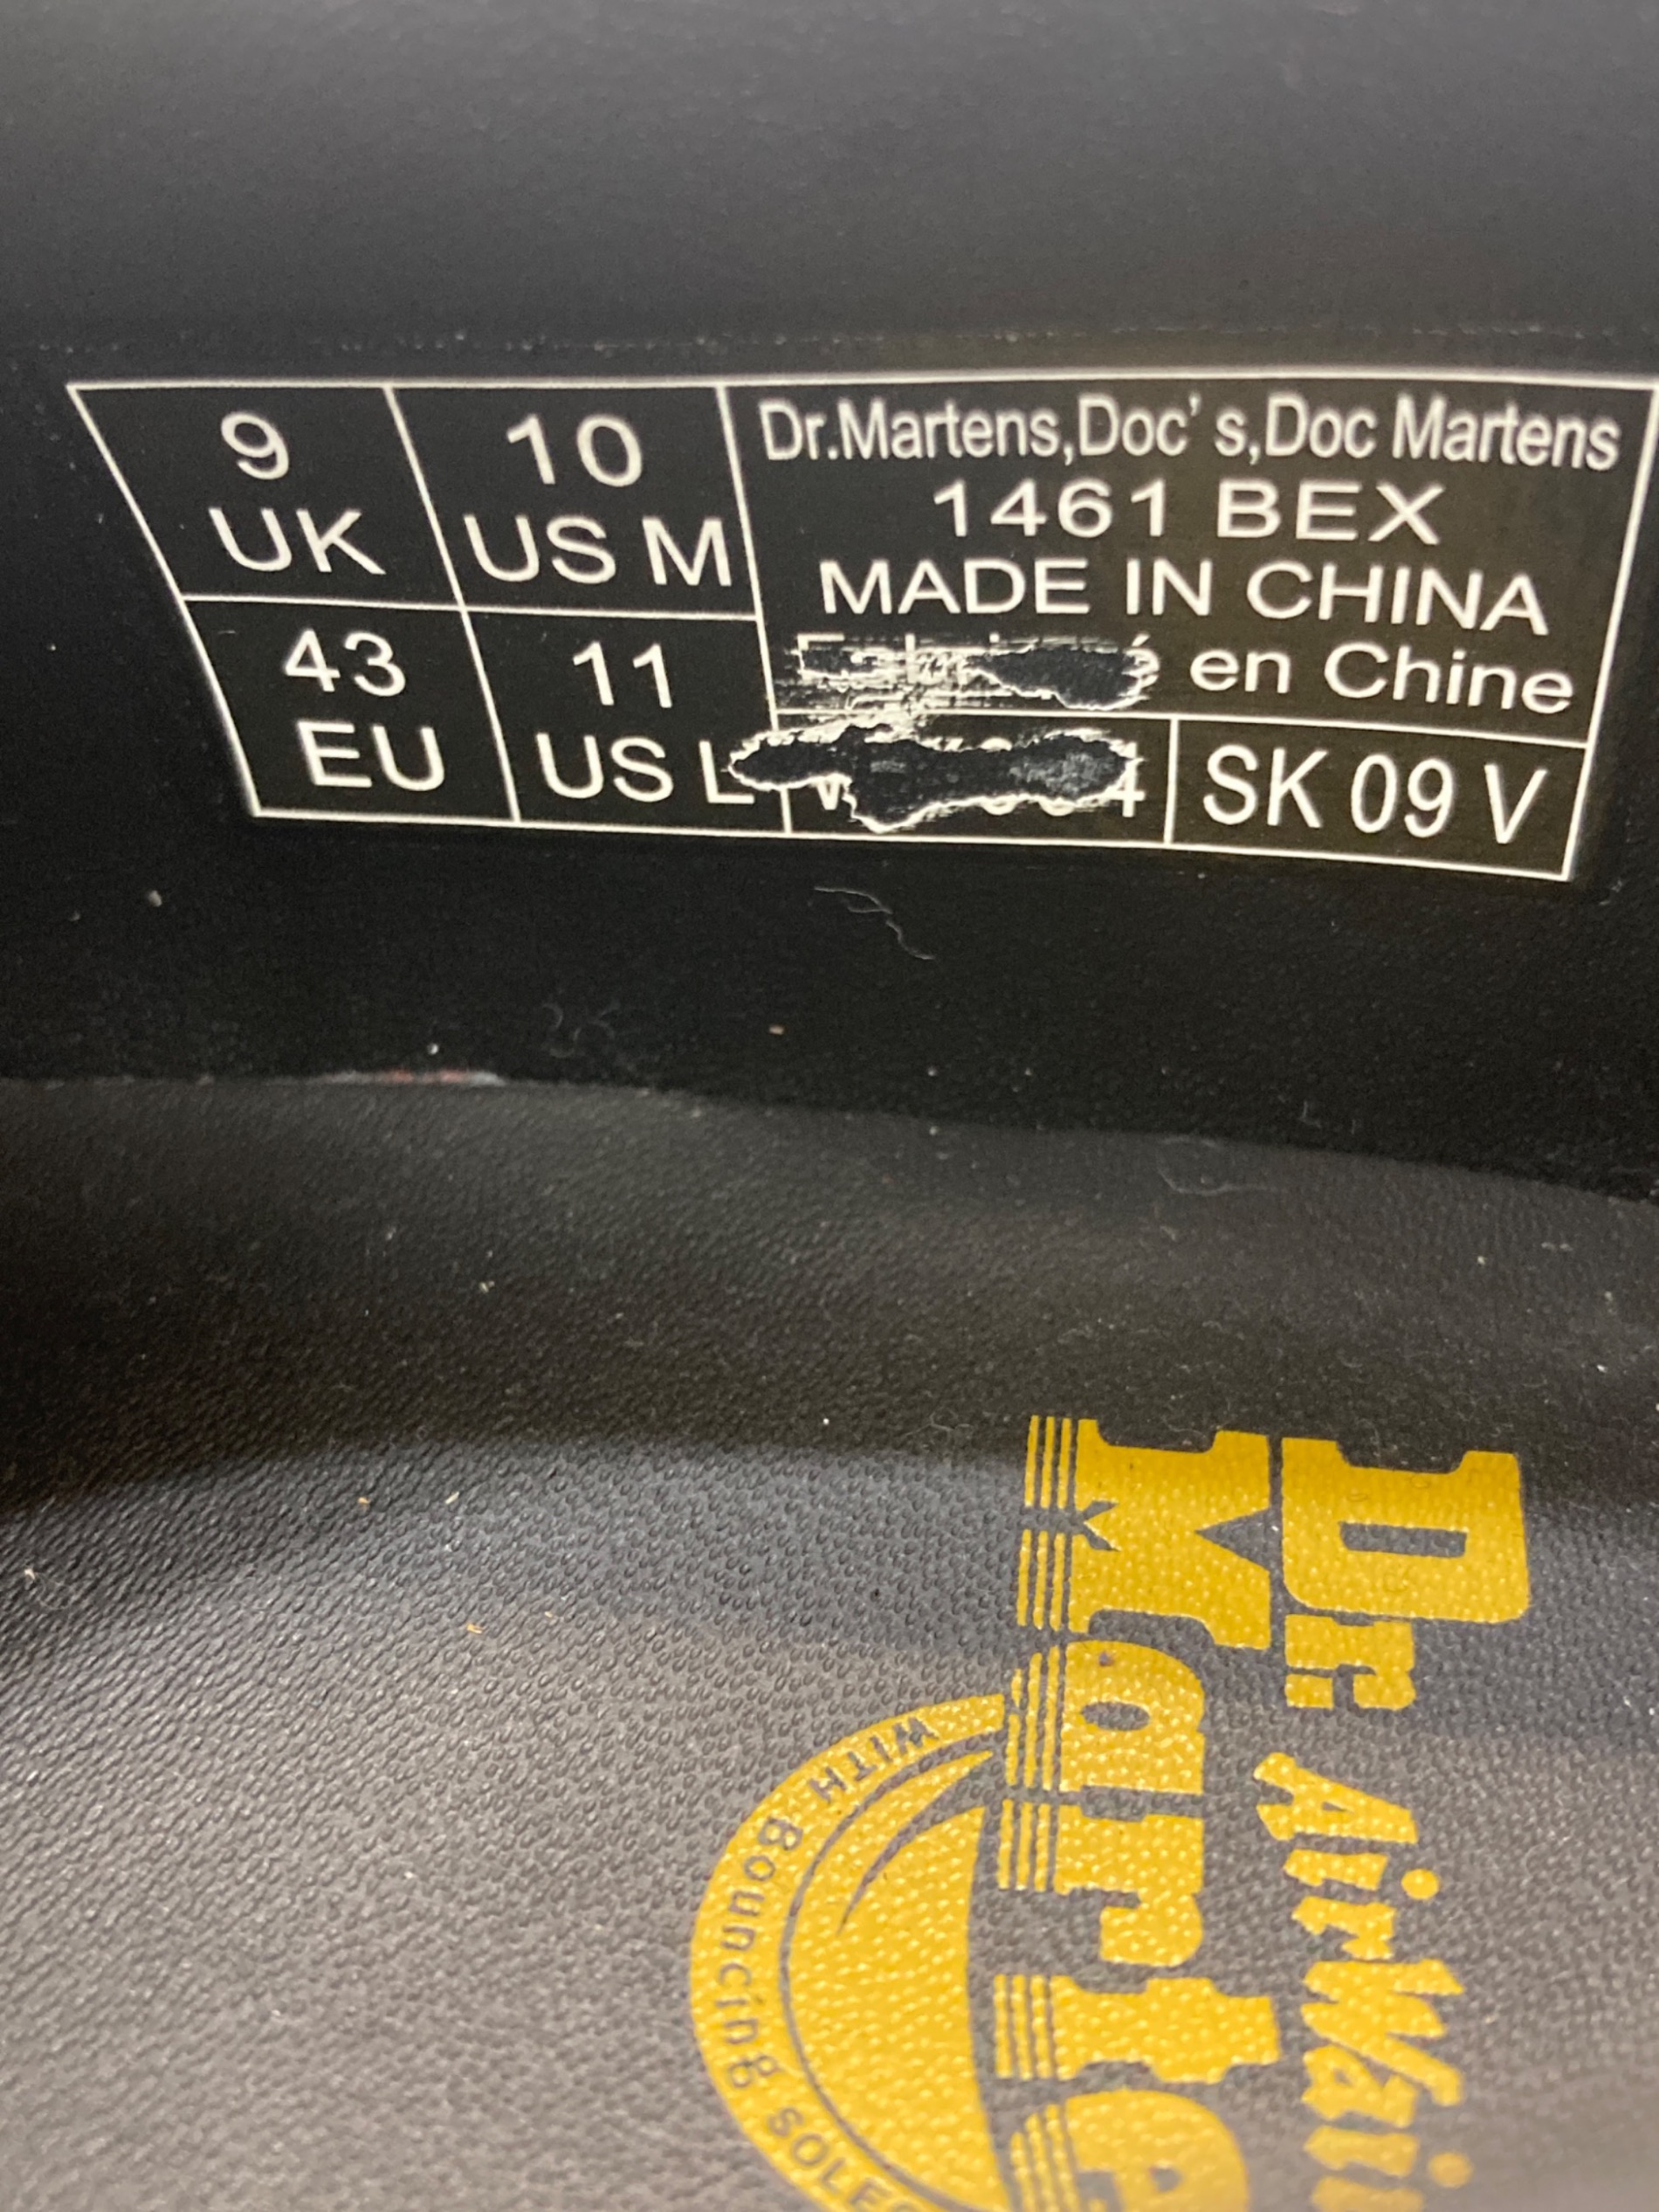 9
UK
10
US M
43
EU
11
US L
Dr.Martens,Doc's,Doc Martens
1461 BEX
MADE IN CHINA
en Chine
SK 09 V
Dr.
AirWair
WITH Bouncing SOLES